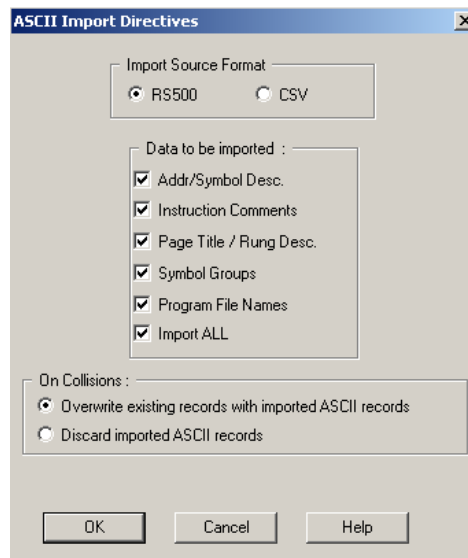 ASCII Import Directives
Import Source Format
RS500 CSV
Data to be imported :
Addr/Symbol Desc.
Instruction Comments
Page Title / Rung Desc.
Symbol Groups
Program File Names
Import ALL
On Collisions :
Overwrite existing records with imported ASCII records
Discard imported ASCII records
OK Cancel Help